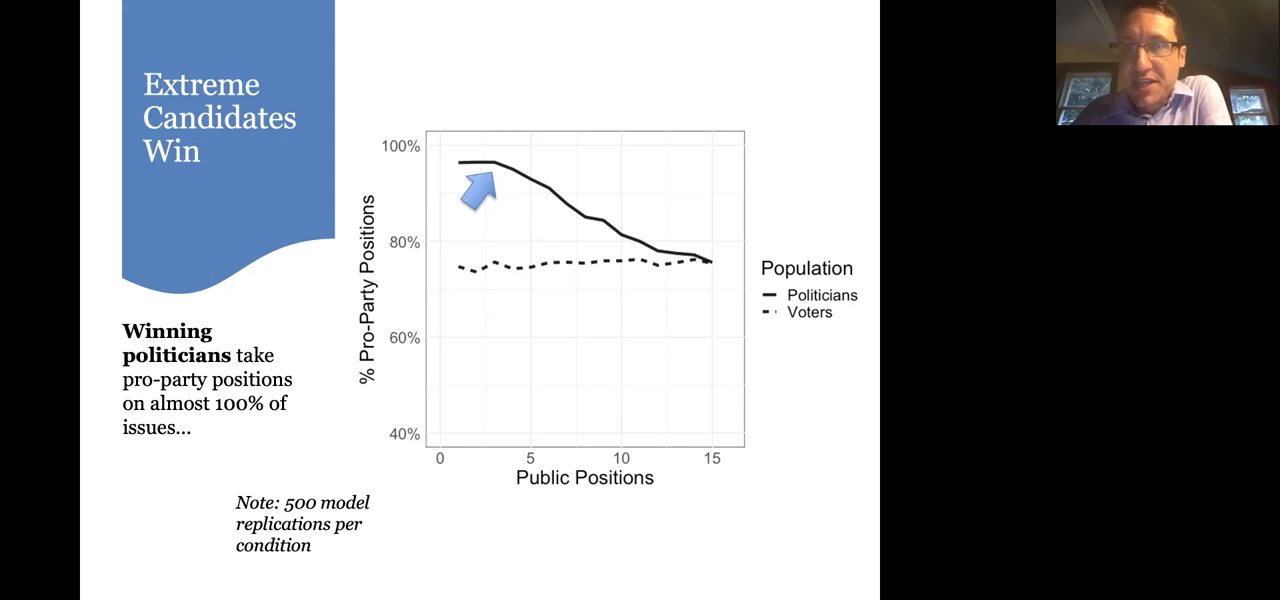 Extreme
Candidates
Win
Winning
politicians take
pro-party positions
on almost 100% of
issues...
Note: 500 model
replications per
condition
% Pro-Party Positions
100%
80%
60%
40%
0 5 10 15
Public Positions
Population
Politicians
Voters